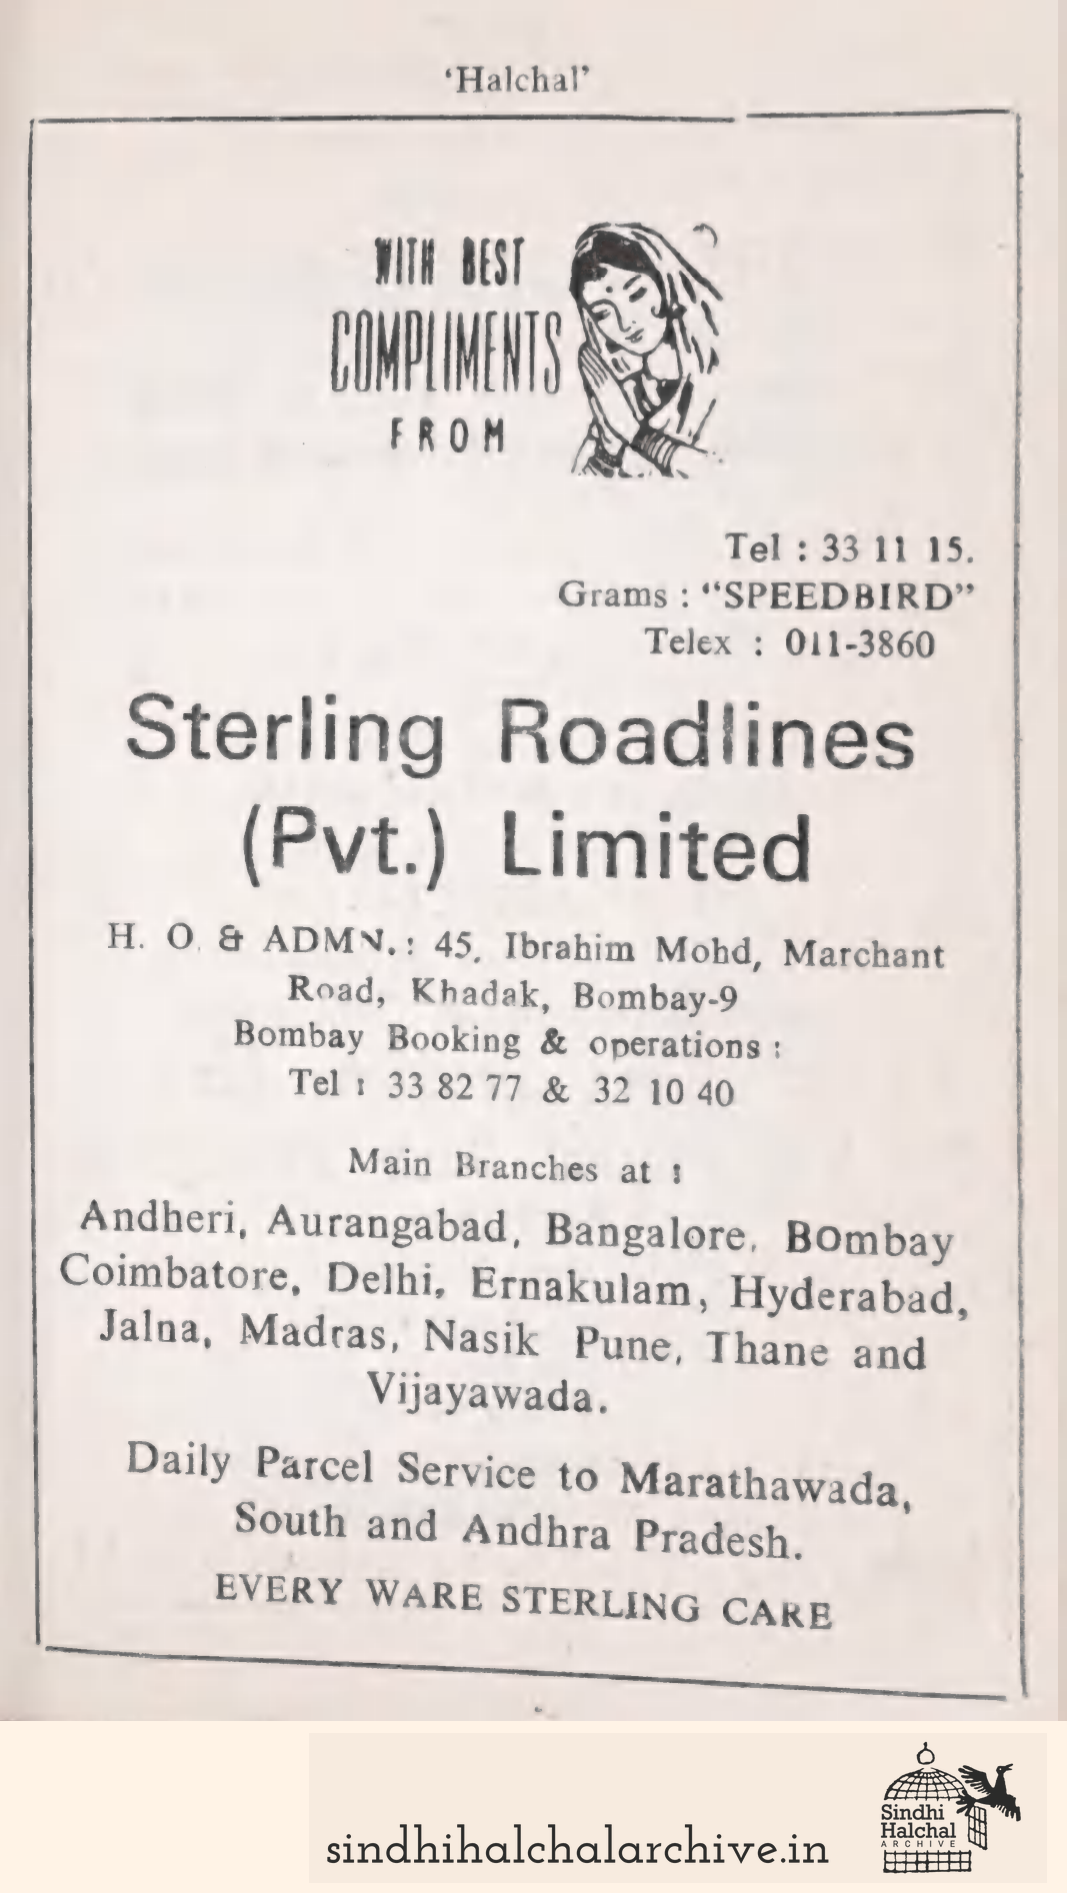 ‘Halchal’
WITH BEST
COMPLIMENTS
FROM
Tel : 33 11 15.
Grams : “SPEEDBIRD”
Telex : 011-3860
Sterling Roadlines
(Pvt.) Limited
H. O. & ADMN. : 45, Ibrahim Mohd, Marchant
Road, Khadak, Bombay-9
Bombay Booking & operations :
Tel : 33 82 77 & 32 10 40
Main Branches at :
Andheri, Aurangabad, Bangalore, BOmbay
Coimbatore, Delhi, Ernakulam, Hyderabad,
Jalna, Madras, Nasik Pune, Thane and
Vijayawada.
Daily Parcel Service to Marathawada,
South and Andhra Pradesh.
EVERY WARE STERLING CARE
sindhihalchalarchive.in
Sindhi
Halchal
ARCHIVE